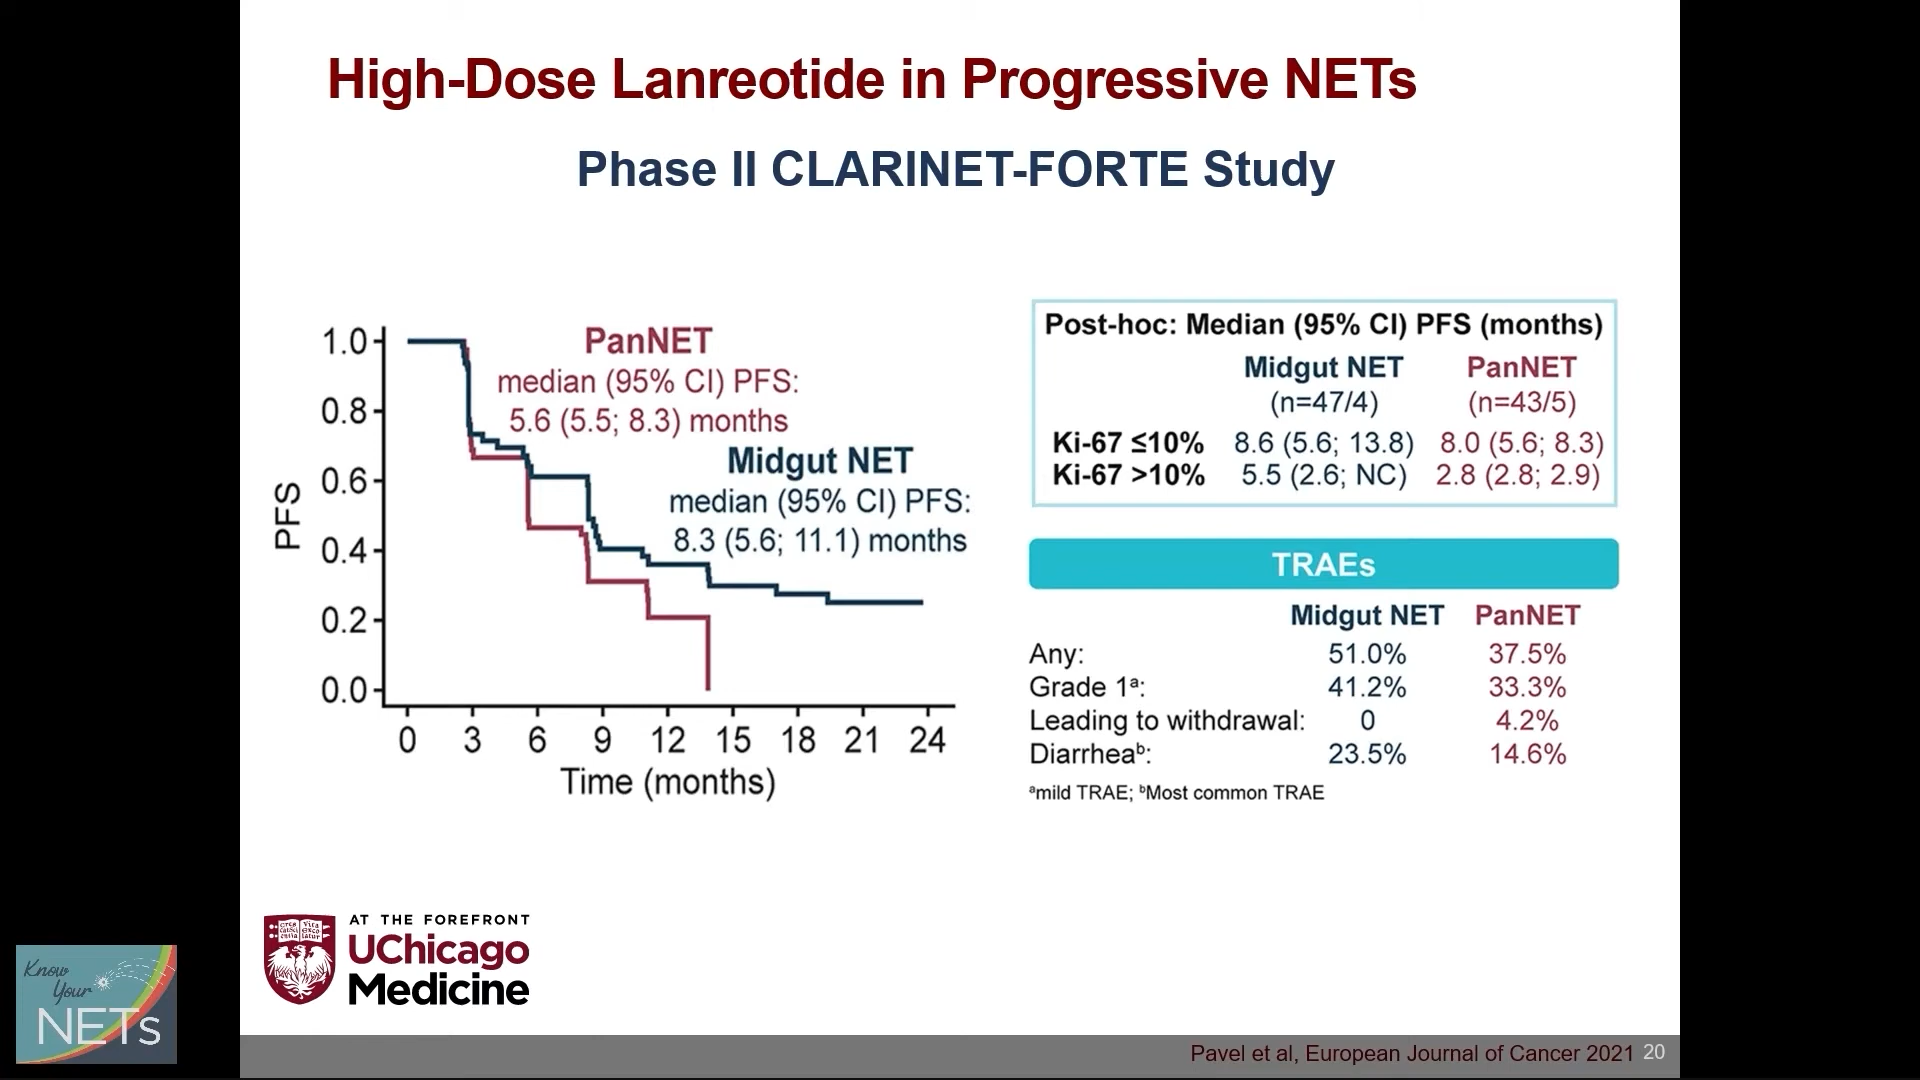 High-Dose Lanreotide in Progressive NETs
Phase II CLARINET-FORTE Study
PanNET
median (95% CI) PFS:
5.6 (5.5; 8.3) months
Midgut NET
median (95% CI) PFS:
8.3 (5.6; 11.1) months
PFS
1.0
0.8
0.6
0.4
0.2
0.0
0 3 6 9 12 15 18 21 24
Time (months)
Post-hoc: Median (95% CI) PFS (months)
Midgut NET PanNET
(n=47/4) (n=43/5)
Ki-67 ≤10% 8.6 (5.6; 13.8) 8.0 (5.6; 8.3)
Ki-67 >10% 5.5 (2.6; NC) 2.8 (2.8; 2.9)
TRAEs
Midgut NET PanNET
Any: 51.0% 37.5%
Grade 1ᵃ: 41.2% 33.3%
Leading to withdrawal: 0 4.2%
Diarrheaᵇ: 23.5% 14.6%
ᵃmild TRAE; ᵇMost common TRAE
AT THE FOREFRONT
UChicago
Medicine
Know
Your
NETs
Pavel et al, European Journal of Cancer 2021 20